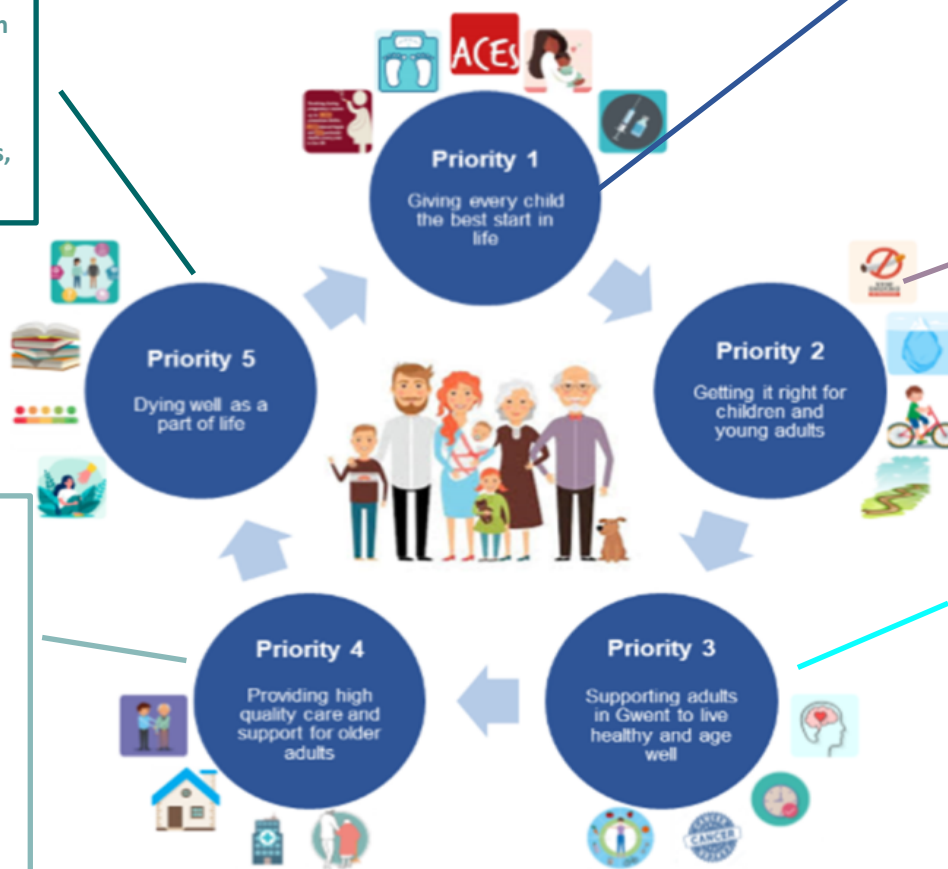 ACEs
Priority 1
Giving every child
the best start in
life
Priority 2
Getting it right for
children and
young adults
Priority 3
Supporting adults
in Gwent to live
healthy and age
well
Priority 4
Providing high
quality care and
support for older
adults
Priority 5
Dying well as a
part of life
CANCER